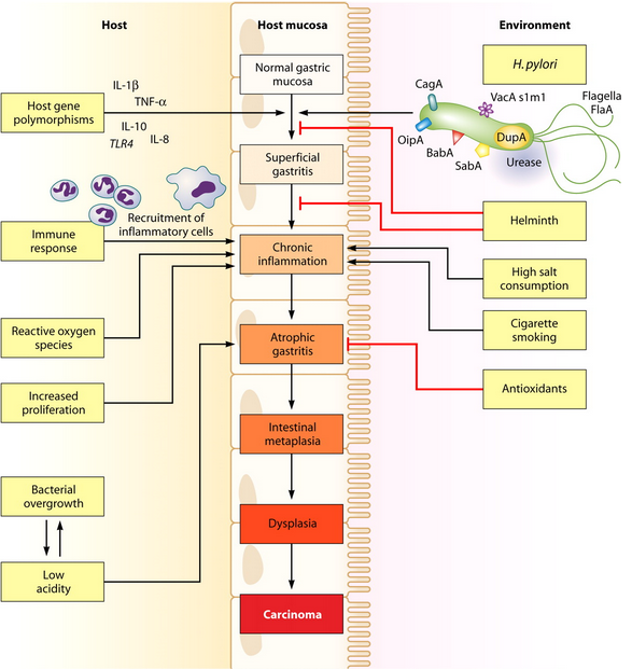 Host
Host mucosa
Environment
Normal gastric
mucosa
H. pylori
IL-1β
TNF-α
Host gene
polymorphisms
IL-10
TLR4
IL-8
CagA
VacA s1m1
Flagella
FlaA
OipA
BabA
SabA
DupA
Urease
Superficial
gastritis
Recruitment of
inflammatory cells
Helminth
Immune
response
Chronic
inflammation
High salt
consumption
Reactive oxygen
species
Atrophic
gastritis
Cigarette
smoking
Increased
proliferation
Antioxidants
Intestinal
metaplasia
Bacterial
overgrowth
Dysplasia
Low
acidity
Carcinoma